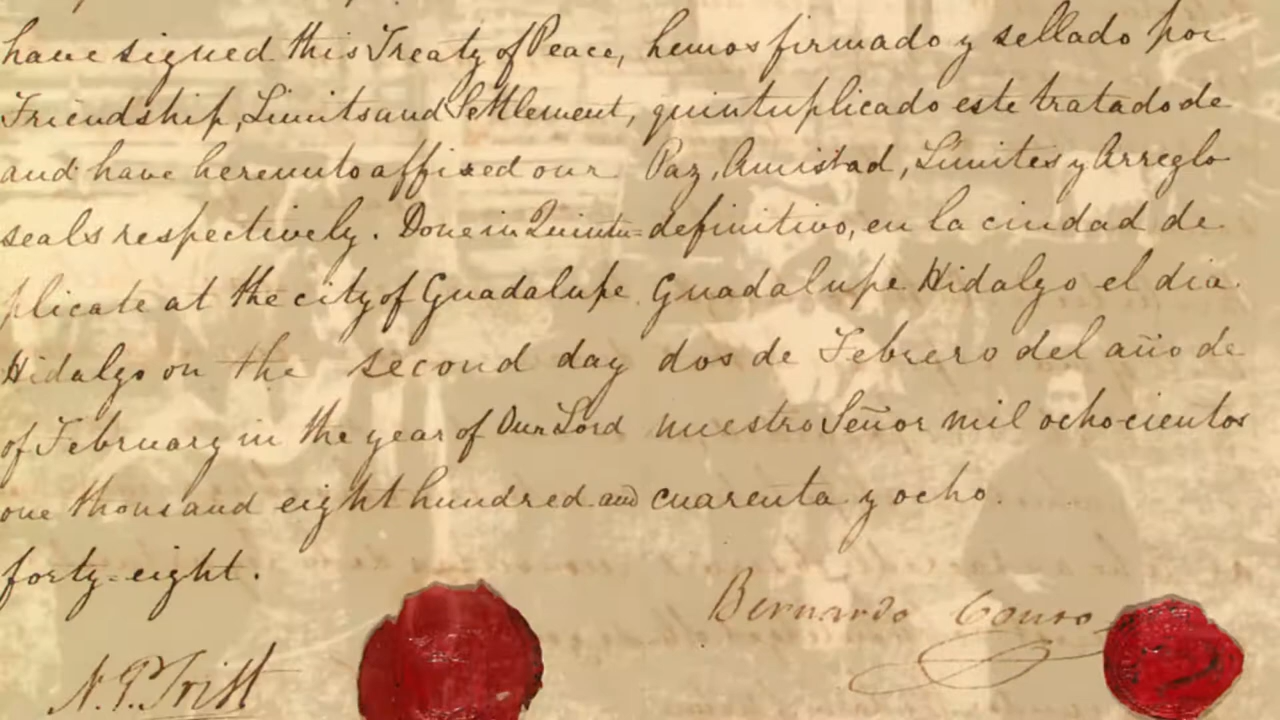 have signed this Treaty of Peace,
Friendship, Limits and Settlement,
and have hereunto affixed our
seals respectively. Done in Quintu=
plicate at the city of Guadalupe
Hidalgo on the second day
of February in the year of Our Lord
one thousand eight hundred and
forty-eight.
N. P. Trist
hemos firmado y sellado por
quintuplicado este tratado de
Paz, Amistad, Límites y Arreglo
definitivo, en la ciudad de
Guadalupe Hidalgo el dia
dos de Febrero del año de
nuestro Señor mil ochocientos
cuarenta y ocho.
Bernardo Couto